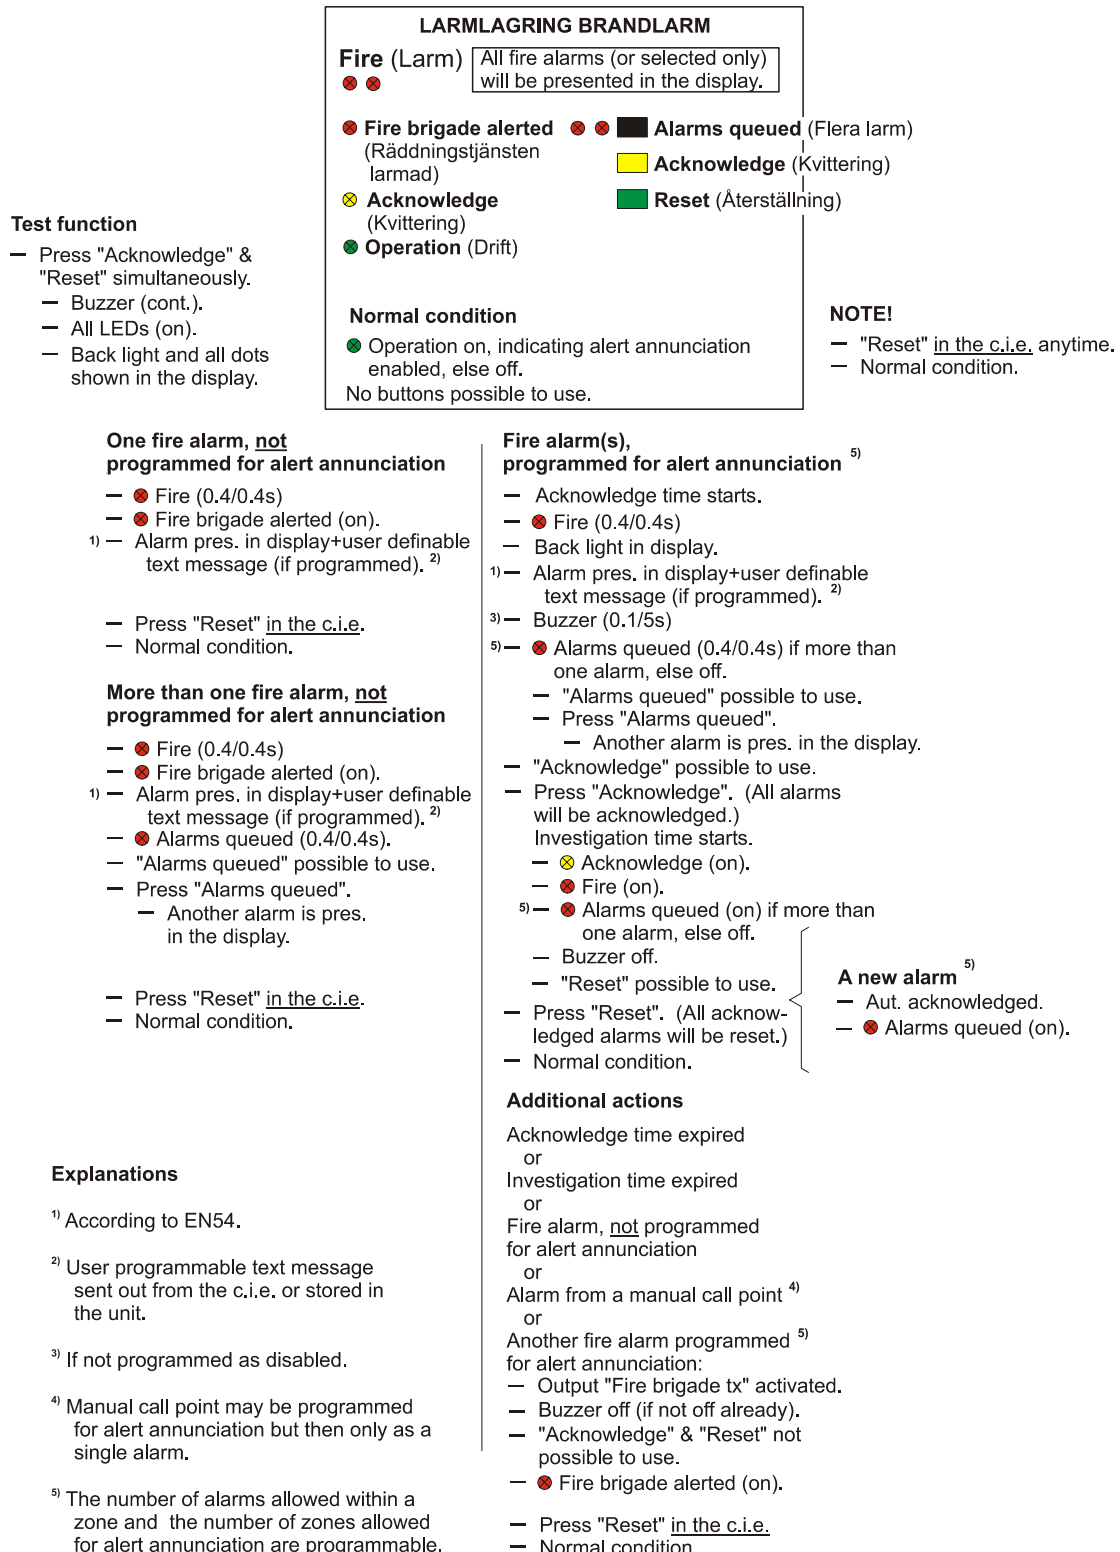 LARMLAGRING BRANDLARM
Fire (Larm)
All fire alarms (or selected only)
will be presented in the display.
Fire brigade alerted
(Räddningstjänsten
larmad)
Acknowledge
(Kvittering)
Operation (Drift)
Alarms queued (Flera larm)
Acknowledge (Kvittering)
Reset (Återställning)
Normal condition
Operation on, indicating alert annunciation
enabled, else off.
No buttons possible to use.
Test function
— Press "Acknowledge" &
"Reset" simultaneously.
— Buzzer (cont.).
— All LEDs (on).
— Back light and all dots
shown in the display.
NOTE!
— "Reset" in the c.i.e. anytime.
— Normal condition.
One fire alarm, not
programmed for alert annunciation
— Fire (0.4/0.4s)
— Fire brigade alerted (on).
1) — Alarm pres. in display+user definable
text message (if programmed). 2)
— Press "Reset" in the c.i.e.
— Normal condition.
More than one fire alarm, not
programmed for alert annunciation
— Fire (0.4/0.4s)
— Fire brigade alerted (on).
1) — Alarm pres. in display+user definable
text message (if programmed). 2)
— Alarms queued (0.4/0.4s).
— "Alarms queued" possible to use.
— Press "Alarms queued".
— Another alarm is pres.
in the display.
— Press "Reset" in the c.i.e.
— Normal condition.
Explanations
1) According to EN54.
2) User programmable text message
sent out from the c.i.e. or stored in
the unit.
3) If not programmed as disabled.
4) Manual call point may be programmed
for alert annunciation but then only as a
single alarm.
5) The number of alarms allowed within a
zone and the number of zones allowed
for alert annunciation are programmable.
Fire alarm(s),
programmed for alert annunciation 5)
— Acknowledge time starts.
— Fire (0.4/0.4s)
— Back light in display.
1) — Alarm pres. in display+user definable
text message (if programmed). 2)
3) — Buzzer (0.1/5s)
5) — Alarms queued (0.4/0.4s) if more than
one alarm, else off.
— "Alarms queued" possible to use.
— Press "Alarms queued".
— Another alarm is pres. in the display.
— "Acknowledge" possible to use.
— Press "Acknowledge". (All alarms
will be acknowledged.)
Investigation time starts.
— Acknowledge (on).
— Fire (on).
5) — Alarms queued (on) if more than
one alarm, else off.
— Buzzer off.
— "Reset" possible to use.
— Press "Reset". (All acknow-
ledged alarms will be reset.)
— Normal condition.
A new alarm 5)
— Aut. acknowledged.
— Alarms queued (on).
Additional actions
Acknowledge time expired
or
Investigation time expired
or
Fire alarm, not programmed
for alert annunciation
or
Alarm from a manual call point 4)
or
Another fire alarm programmed 5)
for alert annunciation:
— Output "Fire brigade tx" activated.
— Buzzer off (if not off already).
— "Acknowledge" & "Reset" not
possible to use.
— Fire brigade alerted (on).
— Press "Reset" in the c.i.e.
— Normal condition